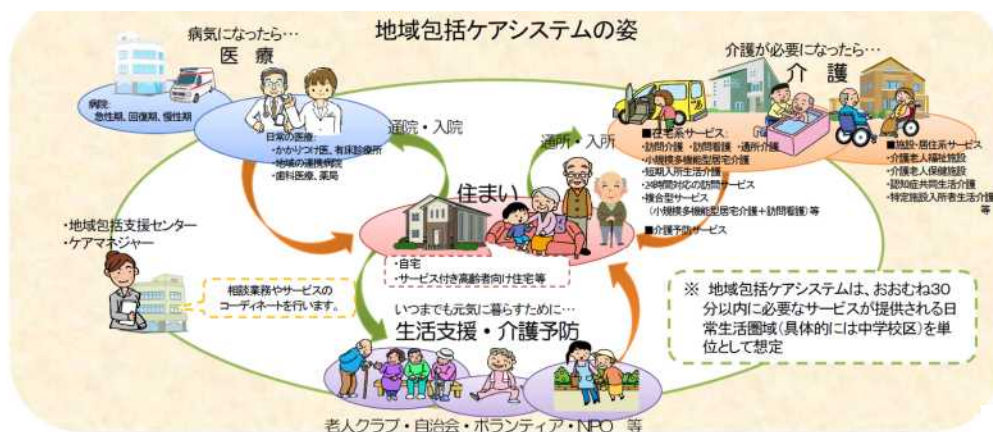 地域包括ケアシステムの姿
病気になったら…
医 療
病院:
急性期、回復期、慢性期
日常の医療:
・かかりつけ医、有床診療所
・地域の連携病院
・歯科医療、薬局
通院・入院
通所・入所
介護が必要になったら…
介 護
■在宅系サービス:
・訪問介護 ・訪問看護 ・通所介護
・小規模多機能型居宅介護
・短期入所生活介護
・24時間対応の訪問サービス
・複合型サービス
(小規模多機能型居宅介護+訪問看護)等
■介護予防サービス
■施設・居住系サービス
・介護老人福祉施設
・介護老人保健施設
・認知症共同生活介護
・特定施設入所者生活介護
等
住まい
・自宅
・サービス付き高齢者向け住宅等
・地域包括支援センター
・ケアマネジャー
相談業務やサービスの
コーディネートを行います。
いつまでも元気に暮らすために…
生活支援・介護予防
老人クラブ・自治会・ボランティア・NPO 等
※ 地域包括ケアシステムは、おおむね30
分以内に必要なサービスが提供される日
常生活圏域(具体的には中学校区)を単
位として想定